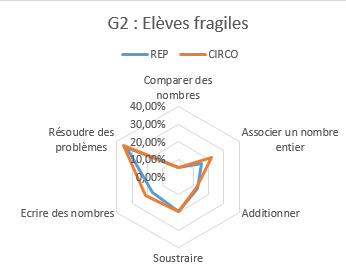 G2 : Elèves fragiles
REP CIRCO
Comparer des
nombres
40,00%
30,00%
20,00%
10,00%
0,00%
Résoudre des
problèmes
Associer un nombre
entier
Ecrire des nombres
Additionner
Soustraire